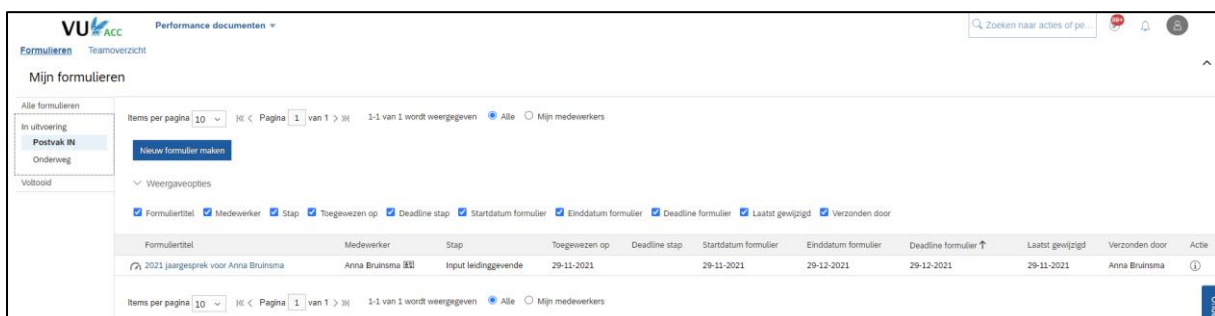 VU ACC Performance documenten Zoeken naar acties of pe... 99+
Formulieren Teamoverzicht
Mijn formulieren
Alle formulieren
In uitvoering
Postvak IN
Onderweg
Voltooid
Items per pagina 10 Pagina 1 van 1 1-1 van 1 wordt weergegeven Alle Mijn medewerkers
Nieuw formulier maken
Weergaveopties
Formuliertitel Medewerker Stap Toegewezen op Deadline stap Startdatum formulier Einddatum formulier Deadline formulier Laatst gewijzigd Verzonden door
Formuliertitel Medewerker Stap Toegewezen op Deadline stap Startdatum formulier Einddatum formulier Deadline formulier Laatst gewijzigd Verzonden door Actie
2021 jaargesprek voor Anna Bruinsma Anna Bruinsma Input leidinggevende 29-11-2021 29-11-2021 29-12-2021 29-12-2021 29-11-2021 Anna Bruinsma
Items per pagina 10 Pagina 1 van 1 1-1 van 1 wordt weergegeven Alle Mijn medewerkers